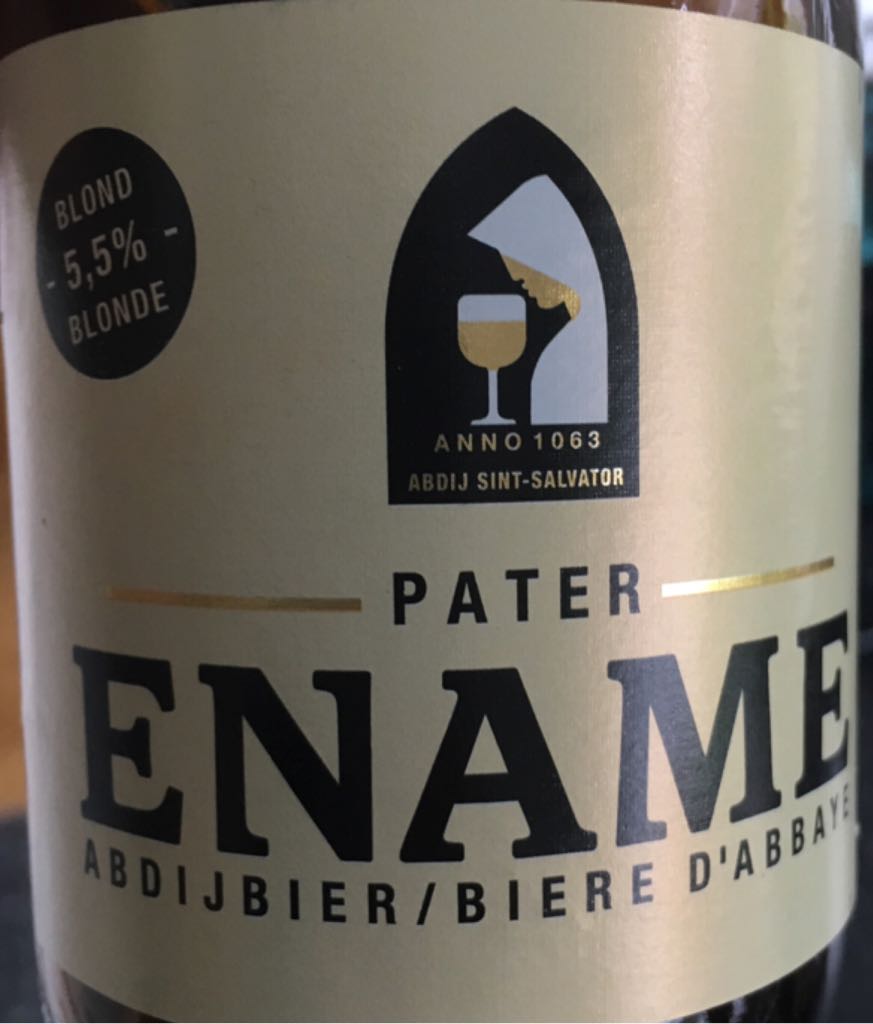 BLOND
- 5,5% -
BLONDE
ANNO 1063
ABDIJ SINT-SALVATOR
PATER
ENAME
ABDIJBIER/BIERE D'ABBAYE